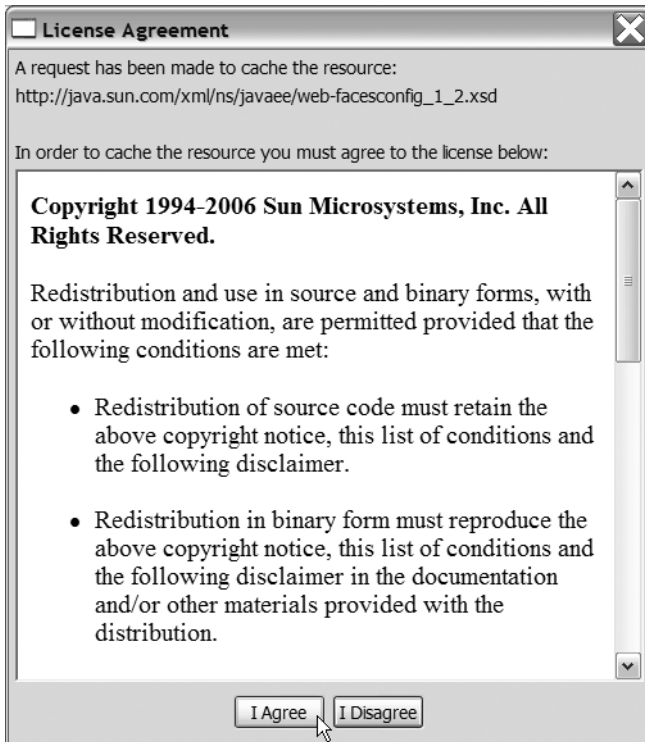 License Agreement
A request has been made to cache the resource:
http://java.sun.com/xml/ns/javaee/web-facesconfig_1_2.xsd
In order to cache the resource you must agree to the license below:
Copyright 1994-2006 Sun Microsystems, Inc. All
Rights Reserved.
Redistribution and use in source and binary forms, with
or without modification, are permitted provided that the
following conditions are met:
● Redistribution of source code must retain the
above copyright notice, this list of conditions and
the following disclaimer.
● Redistribution in binary form must reproduce the
above copyright notice, this list of conditions and
the following disclaimer in the documentation
and/or other materials provided with the
distribution.
I Agree
I Disagree